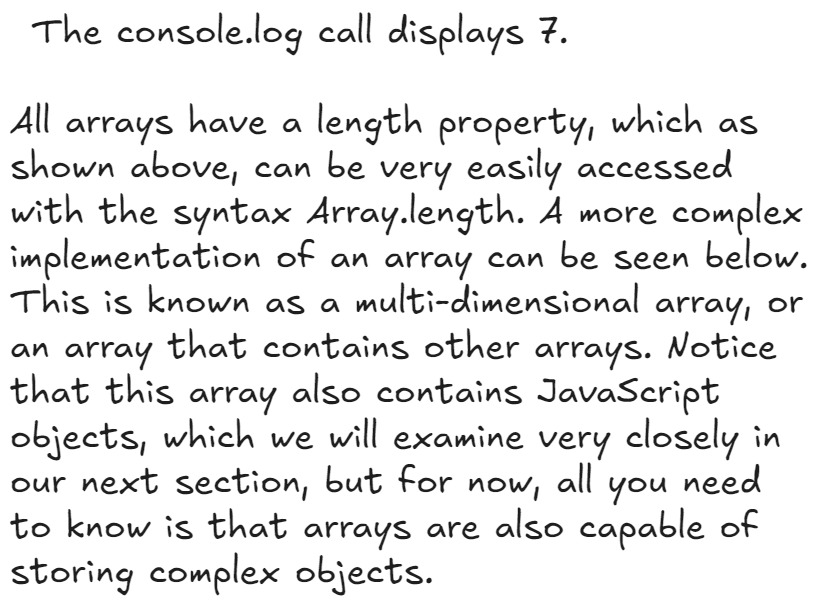 The console.log call displays 7.
All arrays have a length property, which as
shown above, can be very easily accessed
with the syntax Array.length. A more complex
implementation of an array can be seen below.
This is known as a multi-dimensional array, or
an array that contains other arrays. Notice
that this array also contains JavaScript
objects, which we will examine very closely in
our next section, but for now, all you need
to know is that arrays are also capable of
storing complex objects.